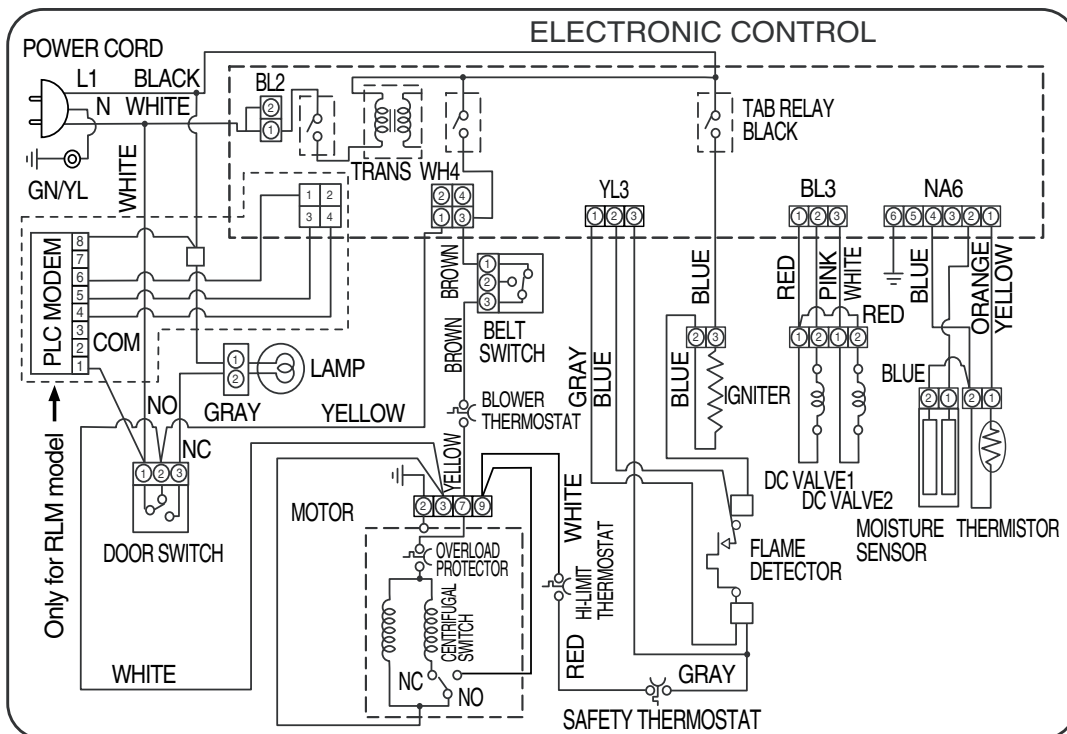 ELECTRONIC CONTROL
POWER CORD
L1 BLACK
N WHITE
GN/YL
WHITE
BL2
2
1
TRANS
WH4
2 4
1 3
TAB RELAY
BLACK
YL3
1 2 3
BL3
1 2 3
NA6
6 5 4 3 2 1
1 2
3 4
PLC MODEM
8
7
6
5
4
3
2
1
COM
Only for RLM model
NO
NC
1 2 3
DOOR SWITCH
1
2
GRAY
LAMP
YELLOW
BROWN
1
2
3
BELT
SWITCH
BROWN
BLOWER
THERMOSTAT
YELLOW
2 3 7 9
MOTOR
OVERLOAD
PROTECTOR
CENTRIFUGAL
SWITCH
NC
NO
WHITE
WHITE
HI-LIMIT
THERMOSTAT
RED
SAFETY THERMOSTAT
GRAY
GRAY
BLUE
BLUE
BLUE
2 3
IGNITER
FLAME
DETECTOR
RED
PINK
WHITE
RED
1 2 1 2
DC VALVE1
DC VALVE2
BLUE
ORANGE
YELLOW
BLUE
2 1
2 1
MOISTURE
SENSOR
THERMISTOR